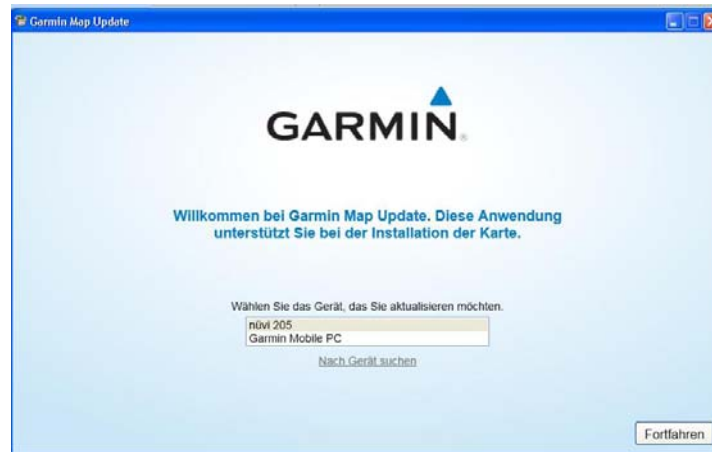 Garmin Map Update
GARMIN
Willkommen bei Garmin Map Update. Diese Anwendung
unterstützt Sie bei der Installation der Karte.
Wählen Sie das Gerät, das Sie aktualisieren möchten.
nüvi 205
Garmin Mobile PC
Nach Gerät suchen
Fortfahren